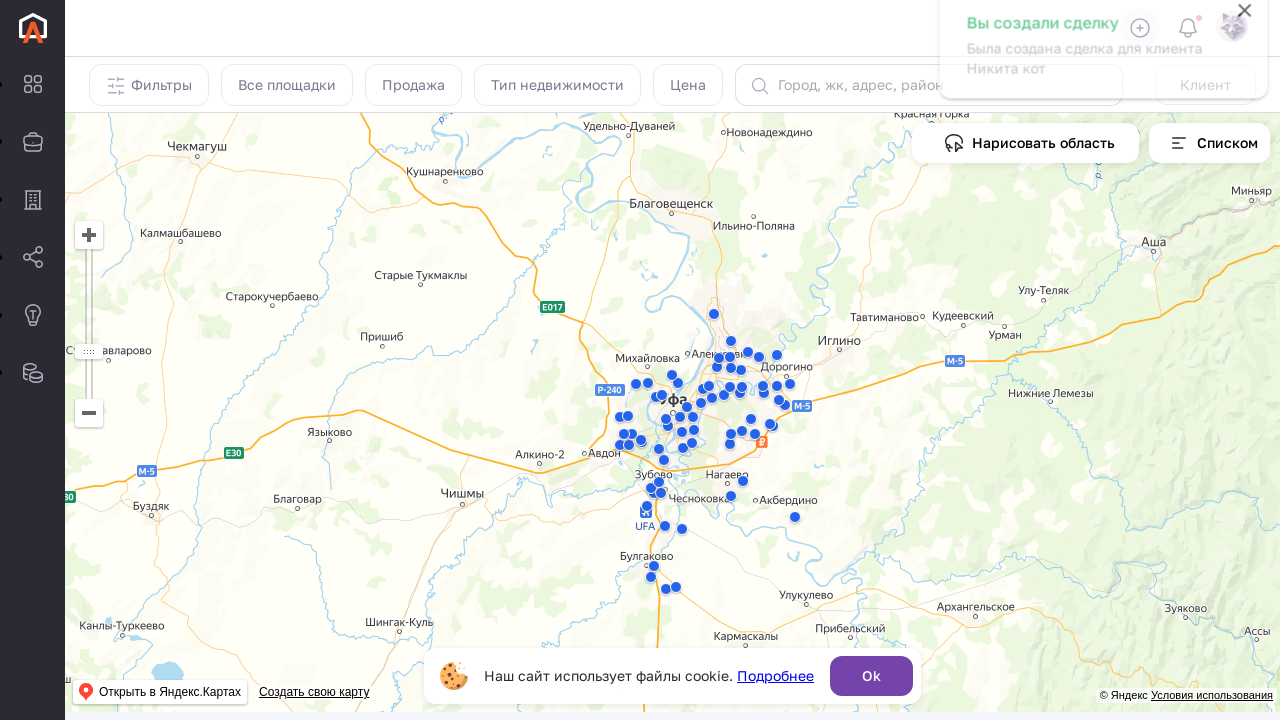 Вы создали сделку
Была создана сделка для клиента
Никита кот
Фильтры
Все площадки
Продажа
Тип недвижимости
Цена
Город, жк, адрес, район
Клиент
Нарисовать область
Списком
Красная Горка
Удельно-Дуваней
Новонадеждино
Чекмагуш
Кушнаренково
Миньяр
Благовещенск
Ильино-Поляна
Калмашбашево
Аша
Старые Тукмаклы
Старокучербаево
Улу-Теляк
E017
Тавтиманово
Кудеевский
Урман
Пришиб
Иглино
Михайловка
М-5
Дорогино
Р-240
Уфа
М-5
Нижние Лемезы
Языково
E30
Алкино-2
Авдон
М-5
Зубово
Нагаево
Благовар
Чишмы
Чесноковка
Акбердино
Буздяк
UFA
Булгаково
Улукулево
Архангельское
Зуяково
Канлы-Туркеево
Шингак-Куль
Прибельский
Кармаскалы
Ассы
Наш сайт использует файлы cookie. Подробнее
Ok
Открыть в Яндекс.Картах
Создать свою карту
© Яндекс Условия использования